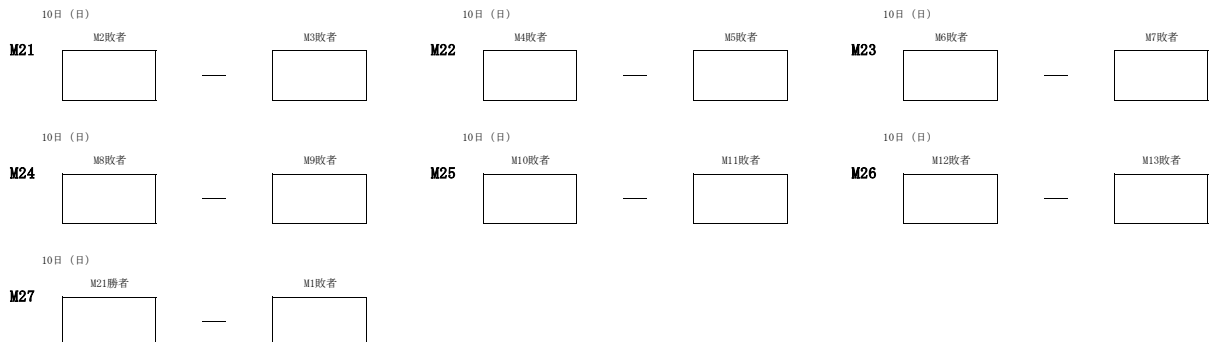 10日（日） 10日（日） 10日（日）
M21 M2敗者 M3敗者 M22 M4敗者 M5敗者 M23 M6敗者 M7敗者
10日（日） 10日（日） 10日（日）
M24 M8敗者 M9敗者 M25 M10敗者 M11敗者 M26 M12敗者 M13敗者
10日（日）
M27 M21勝者 M1敗者